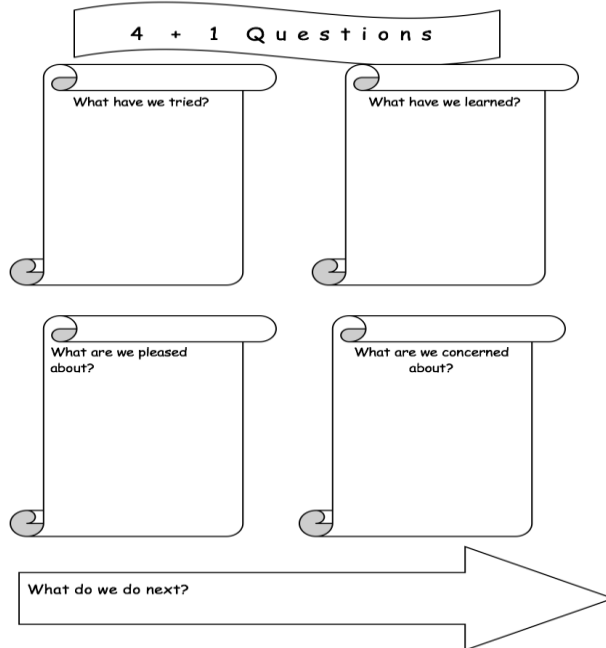 4 + 1 Questions
What have we tried?
What have we learned?
What are we pleased
about?
What are we concerned
about?
What do we do next?